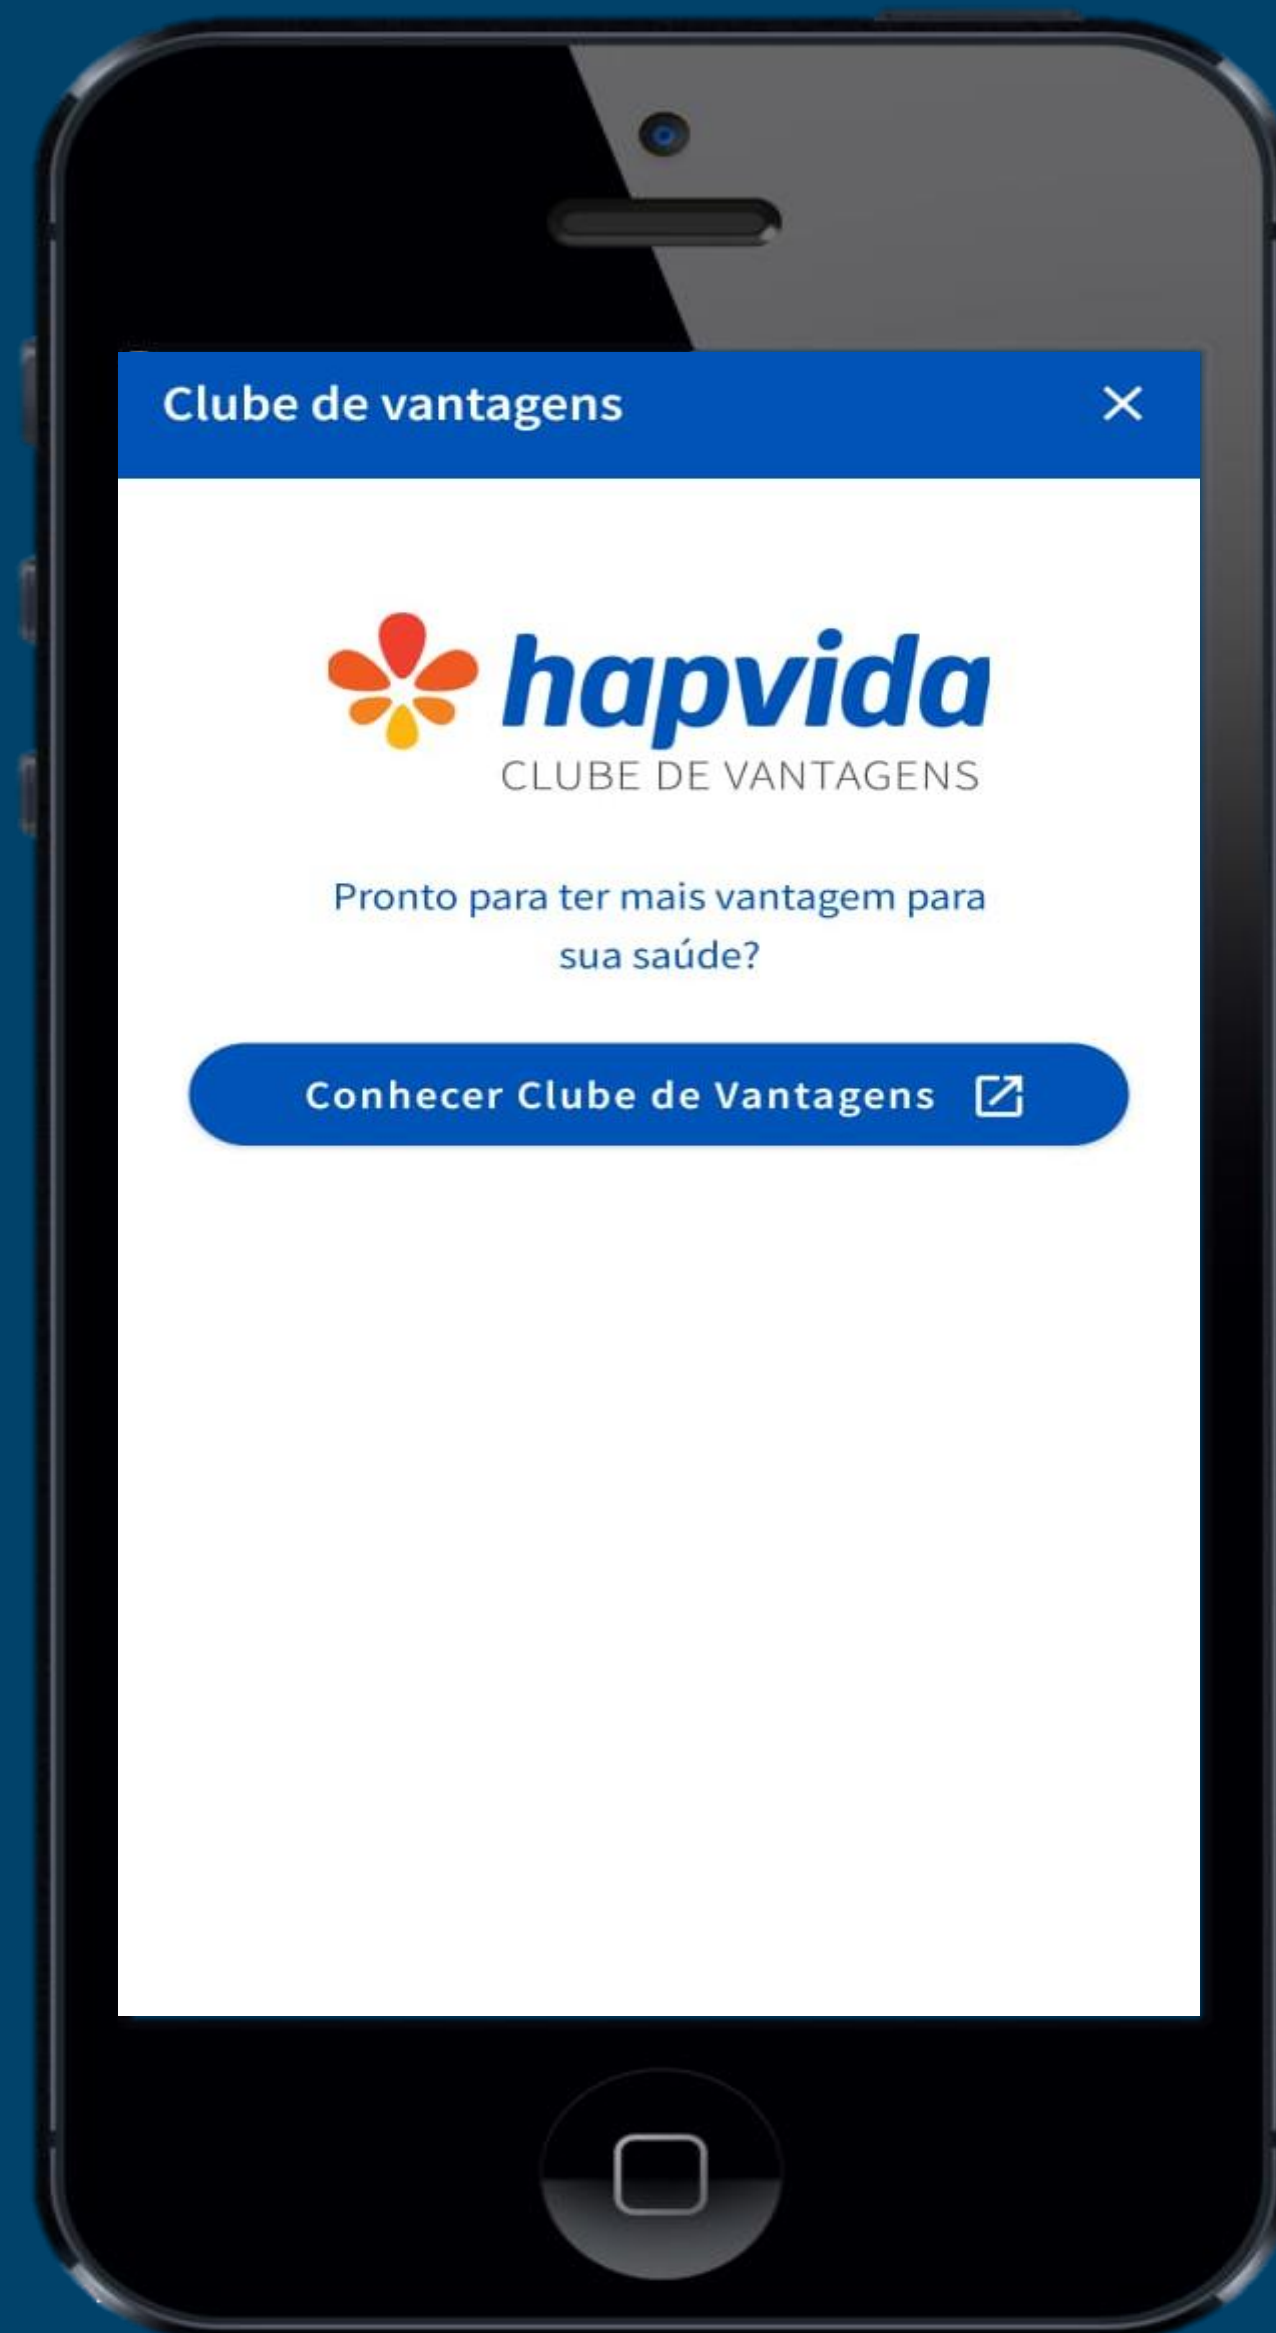 Clube de vantagens
hapvida
CLUBE DE VANTAGENS
Pronto para ter mais vantagem para
sua saúde?
Conhecer Clube de Vantagens